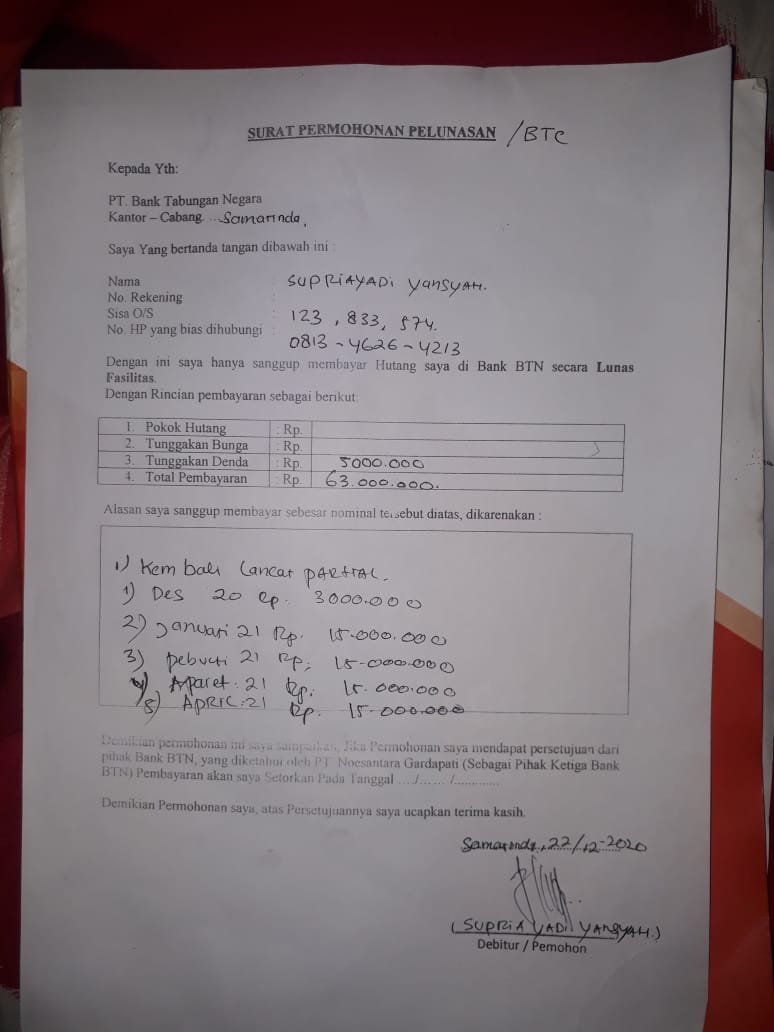 SURAT PERMOHONAN PELUNASAN /BTC
Kepada Yth:
PT. Bank Tabungan Negara
Kantor – Cabang. ...Samarinda,
Saya Yang bertanda tangan dibawah ini :
Nama : SUPRIAYADI YANSYAH.
No. Rekening :
Sisa O/S : 123, 833, 574.
No. HP yang bias dihubungi : 0813-4626-4213
Dengan ini saya hanya sanggup membayar Hutang saya di Bank BTN secara Lunas
Fasilitas.
Dengan Rincian pembayaran sebagai berikut:
1. Pokok Hutang : Rp.
2. Tunggakan Bunga : Rp.
3. Tunggakan Denda : Rp. 5000.000
4. Total Pembayaran : Rp. 63.000.000.
Alasan saya sanggup membayar sebesar nominal tersebut diatas, dikarenakan :
1) Kembali Lancar PARTIAL.
1) Des 20 Rp. 3000.000
2) Januari 21 Rp. 15.000.000
3) pebuari 21 Rp. 15-000.000
4) Maret. 21 Rp. 15.000.000
5) APRIL.21 Rp. 15-000.000
Demikian permohonan ini saya sampaikan, Jika Permohonan saya mendapat persetujuan dari
pihak Bank BTN, yang diketahui oleh PT. Noesantara Gardapati (Sebagai Pihak Ketiga Bank
BTN) Pembayaran akan saya Setorkan Pada Tanggal ..../....... /.............
Demikian Permohonan saya, atas Persetujuannya saya ucapkan terima kasih.
Samarinda, 22/12-2020
(SUPRIAYADI YANSYAH.)
Debitur / Pemohon